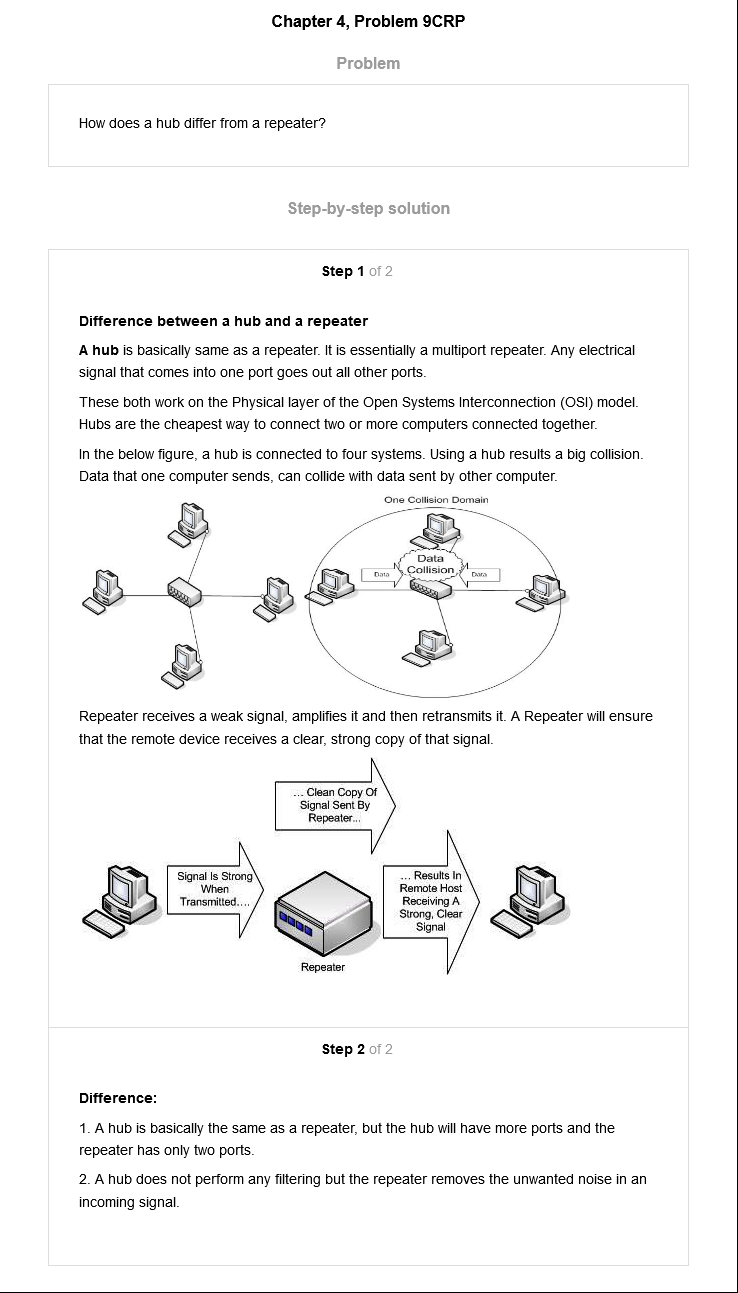 Chapter 4, Problem 9CRP
Problem
How does a hub differ from a repeater?
Step-by-step solution
Step 1 of 2
Difference between a hub and a repeater
A hub is basically same as a repeater. It is essentially a multiport repeater. Any electrical
signal that comes into one port goes out all other ports.
These both work on the Physical layer of the Open Systems Interconnection (OSI) model.
Hubs are the cheapest way to connect two or more computers connected together.
In the below figure, a hub is connected to four systems. Using a hub results a big collision.
Data that one computer sends, can collide with data sent by other computer.
One Collision Domain
Data
Collision
Data
Data
Repeater receives a weak signal, amplifies it and then retransmits it. A Repeater will ensure
that the remote device receives a clear, strong copy of that signal.
... Clean Copy Of
Signal Sent By
Repeater...
Signal Is Strong
When
Transmitted....
... Results In
Remote Host
Receiving A
Strong, Clear
Signal
Repeater
Step 2 of 2
Difference:
1. A hub is basically the same as a repeater, but the hub will have more ports and the
repeater has only two ports.
2. A hub does not perform any filtering but the repeater removes the unwanted noise in an
incoming signal.